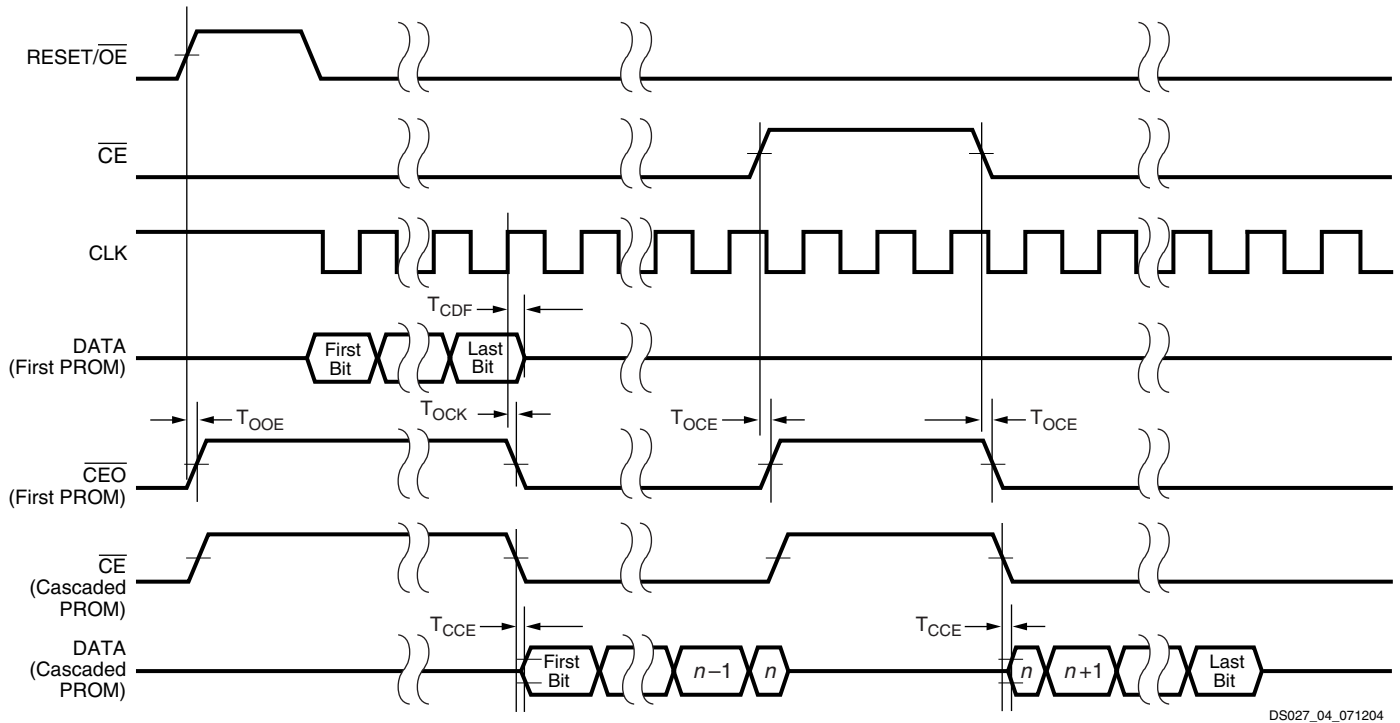 RESET/OE
CE
CLK
TCDF
DATA
(First PROM)
First
Bit
Last
Bit
TOOE
TOCK
TOCE
TOCE
CEO
(First PROM)
CE
(Cascaded
PROM)
TCCE
TCCE
DATA
(Cascaded
PROM)
First
Bit
n–1
n
n
n+1
Last
Bit
DS027_04_071204